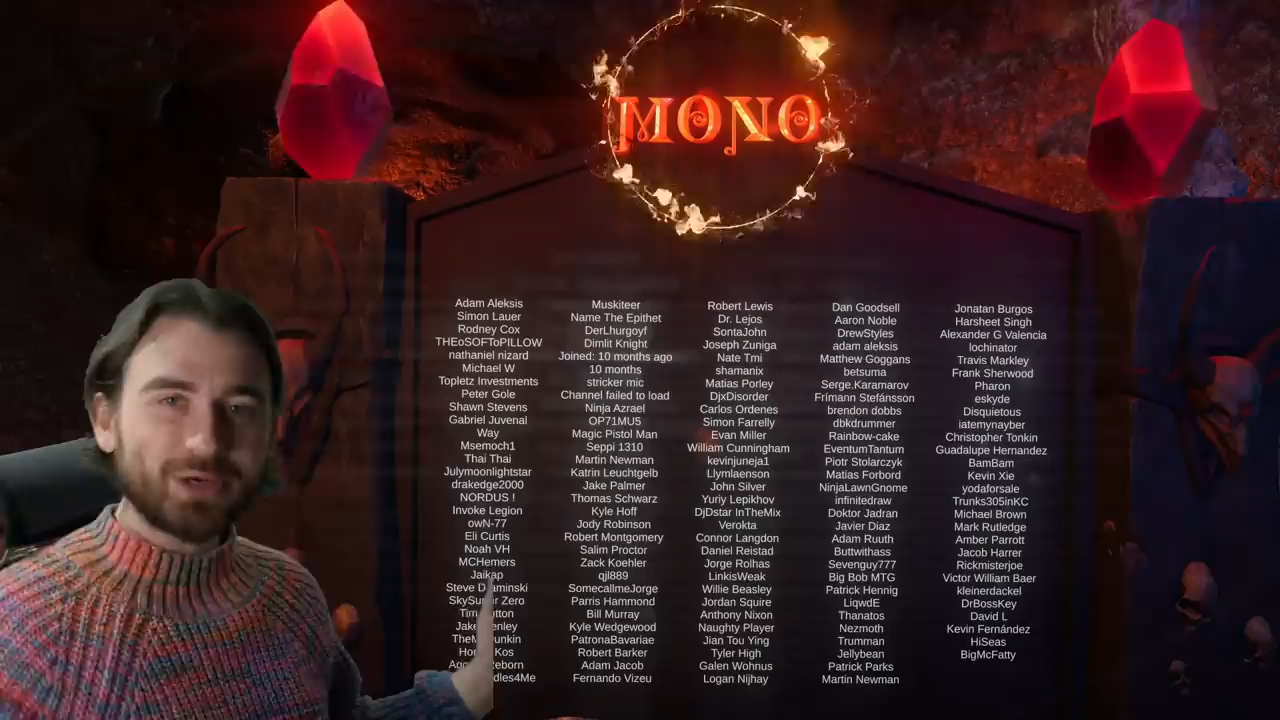 MONO
Adam Aleksis
Simon Lauer
Rodney Cox
THEoSOFToPILLOW
nathaniel nizard
Michael W
Topletz Investments
Peter Gole
Shawn Stevens
Gabriel Juvenal
Way
Msemoch1
Thai Thai
Julymoonlightstar
drakedge2000
NORDUS !
Invoke Legion
owN-77
Eli Curtis
Noah VH
MCHemers
Jaikap
Steve
SkySu Zero
Tim
Jake
Kos
Reborn
Muskiteer
Name The Epithet
DerLhurgoyf
Dimlit Knight
Joined: 10 months ago
10 months
stricker mic
Channel failed to load
Ninja Azrael
OP71MU5
Magic Pistol Man
Seppi 1310
Martin Newman
Katrin Leuchtgelb
Jake Palmer
Thomas Schwarz
Kyle Hoff
Jody Robinson
Robert Montgomery
Salim Proctor
Zack Koehler
qjl889
SomecallmeJorge
Parris Hammond
Bill Murray
Kyle Wedgewood
PatronaBavariae
Robert Barker
Adam Jacob
Fernando Vizeu
Robert Lewis
Dr. Lejos
SontaJohn
Joseph Zuniga
Nate Tmi
shamanix
Matias Porley
DjxDisorder
Carlos Ordenes
Simon Farrelly
Evan Miller
William Cunningham
kevinjuneja1
Llymlaenson
John Silver
Yuriy Lepikhov
DjDstar InTheMix
Verokta
Connor Langdon
Daniel Reistad
Jorge Rolhas
LinkisWeak
Willie Beasley
Jordan Squire
Anthony Nixon
Naughty Player
Jian Tou Ying
Tyler High
Galen Wohnus
Logan Nijhay
Dan Goodsell
Aaron Noble
DrewStyles
adam aleksis
Matthew Goggans
betsuma
Serge.Karamarov
Frímann Stefánsson
brendon dobbs
dbkdrummer
Rainbow-cake
EventumTantum
Piotr Stolarczyk
Matias Forbord
NinjaLawnGnome
infinitedraw
Doktor Jadran
Javier Diaz
Adam Ruuth
Buttwithass
Sevenguy777
Big Bob MTG
Patrick Hennig
LiqwdE
Thanatos
Nezmoth
Trumman
Jellybean
Patrick Parks
Martin Newman
Jonatan Burgos
Harsheet Singh
Alexander G Valencia
lochinator
Travis Markley
Frank Sherwood
Pharon
eskyde
Disquietous
iatemynayber
Christopher Tonkin
Guadalupe Hernandez
BamBam
Kevin Xie
yodaforsale
Trunks305inKC
Michael Brown
Mark Rutledge
Amber Parrott
Jacob Harrer
Rickmisterjoe
Victor William Baer
kleinerdackel
DrBossKey
David L
Kevin Fernández
HiSeas
BigMcFatty